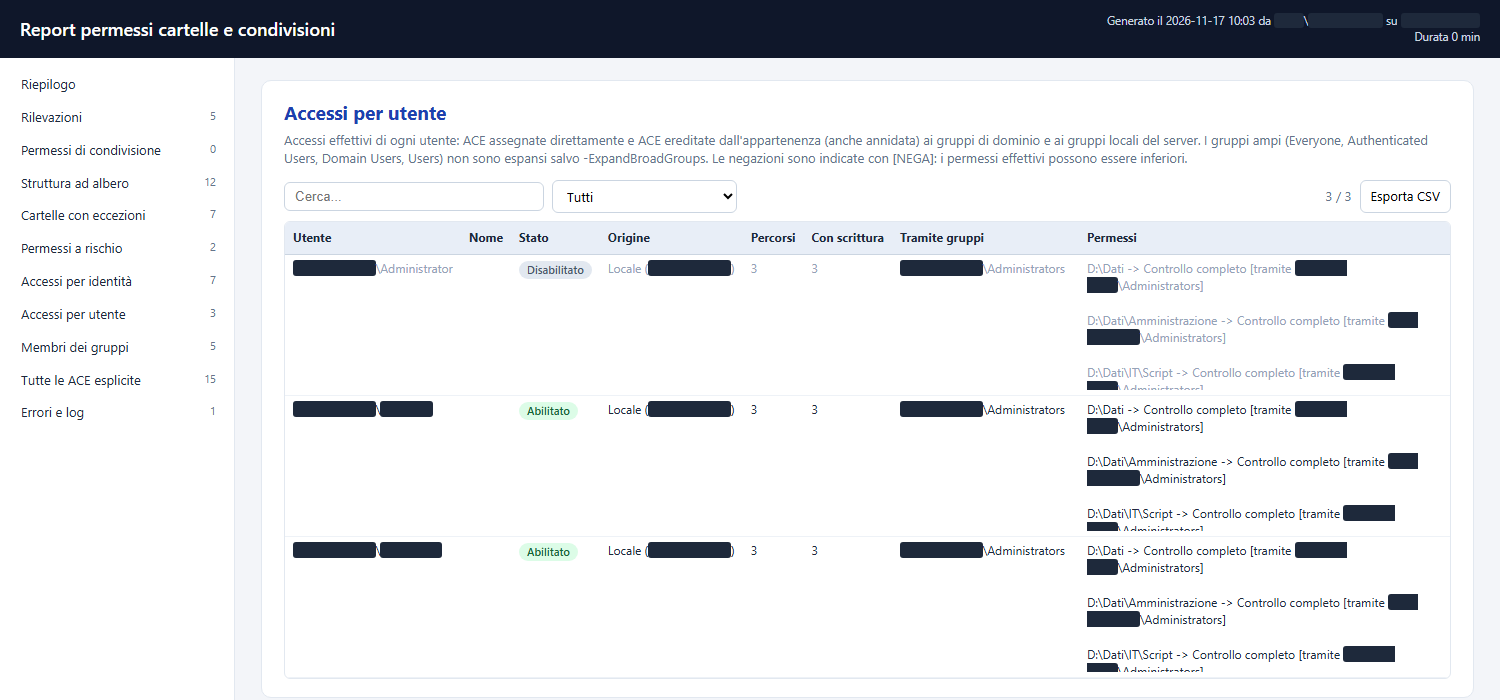 Report permessi cartelle e condivisioni
Generato il 2026-11-17 10:03 da \ su
Durata 0 min
Riepilogo
Rilevazioni 5
Permessi di condivisione 0
Struttura ad albero 12
Cartelle con eccezioni 7
Permessi a rischio 2
Accessi per identità 7
Accessi per utente 3
Membri dei gruppi 5
Tutte le ACE esplicite 15
Errori e log 1
Accessi per utente
Accessi effettivi di ogni utente: ACE assegnate direttamente e ACE ereditate dall'appartenenza (anche annidata) ai gruppi di dominio e ai gruppi locali del server. I gruppi ampi (Everyone, Authenticated
Users, Domain Users, Users) non sono espansi salvo -ExpandBroadGroups. Le negazioni sono indicate con [NEGA]: i permessi effettivi possono essere inferiori.
Cerca... Tutti 3 / 3 Esporta CSV
Utente Nome Stato Origine Percorsi Con scrittura Tramite gruppi Permessi
\Administrator Disabilitato Locale ( ) 3 3 \Administrators D:\Dati -> Controllo completo [tramite
\Administrators]
D:\Dati\Amministrazione -> Controllo completo [tramite
\Administrators]
D:\Dati\IT\Script -> Controllo completo [tramite
\Administrators]
\ Abilitato Locale ( ) 3 3 \Administrators D:\Dati -> Controllo completo [tramite
\Administrators]
D:\Dati\Amministrazione -> Controllo completo [tramite
\Administrators]
D:\Dati\IT\Script -> Controllo completo [tramite
\Administrators]
\ Abilitato Locale ( ) 3 3 \Administrators D:\Dati -> Controllo completo [tramite
\Administrators]
D:\Dati\Amministrazione -> Controllo completo [tramite
\Administrators]
D:\Dati\IT\Script -> Controllo completo [tramite
\Administrators]